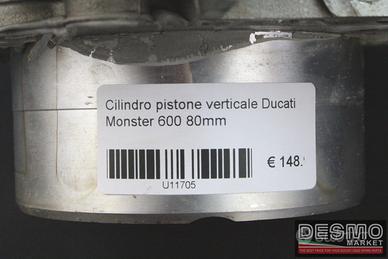 Cilindro pistone verticale Ducati
Monster 600 80mm
€ 148.
U11705
DESMO
MARKET